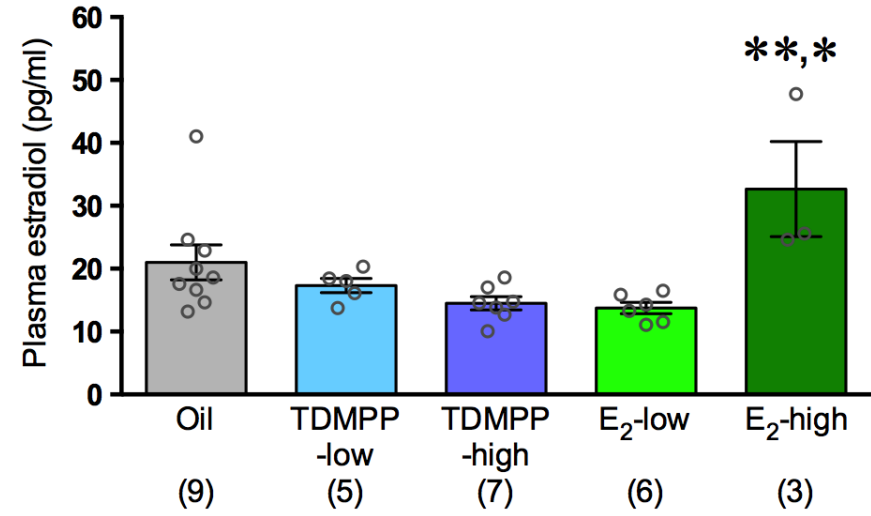 Plasma estradiol (pg/ml)
60
50
40
30
20
10
0
**,*
Oil
TDMPP
-low
TDMPP
-high
E₂-low
E₂-high
(9)
(5)
(7)
(6)
(3)